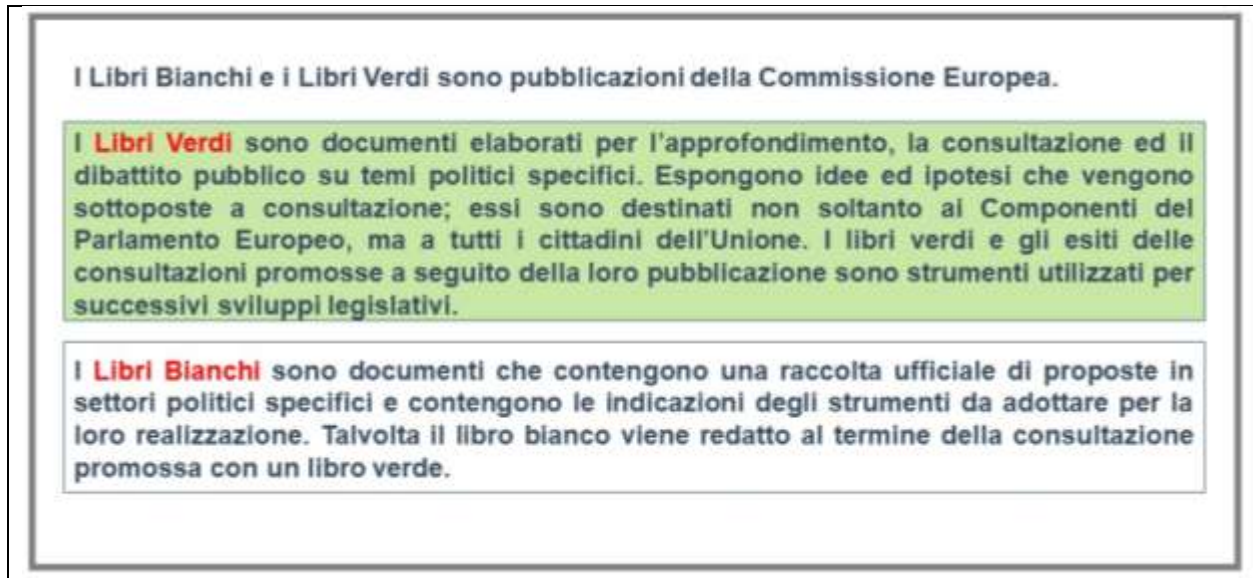 I Libri Bianchi e i Libri Verdi sono pubblicazioni della Commissione Europea.
I Libri Verdi sono documenti elaborati per l'approfondimento, la consultazione ed il
dibattito pubblico su temi politici specifici. Espongono idee ed ipotesi che vengono
sottoposte a consultazione; essi sono destinati non soltanto ai Componenti del
Parlamento Europeo, ma a tutti i cittadini dell'Unione. I libri verdi e gli esiti delle
consultazioni promosse a seguito della loro pubblicazione sono strumenti utilizzati per
successivi sviluppi legislativi.
I Libri Bianchi sono documenti che contengono una raccolta ufficiale di proposte in
settori politici specifici e contengono le indicazioni degli strumenti da adottare per la
loro realizzazione. Talvolta il libro bianco viene redatto al termine della consultazione
promossa con un libro verde.